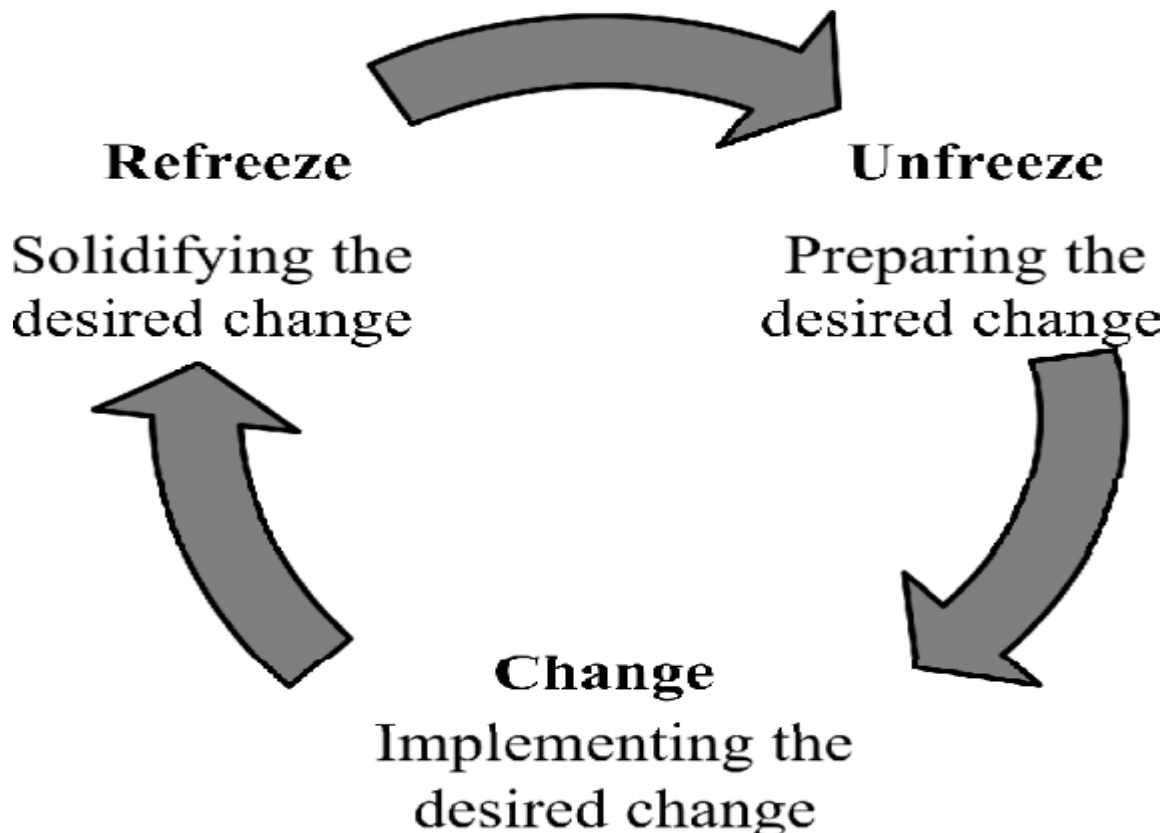 Refreeze
Solidifying the
desired change
Unfreeze
Preparing the
desired change
Change
Implementing the
desired change